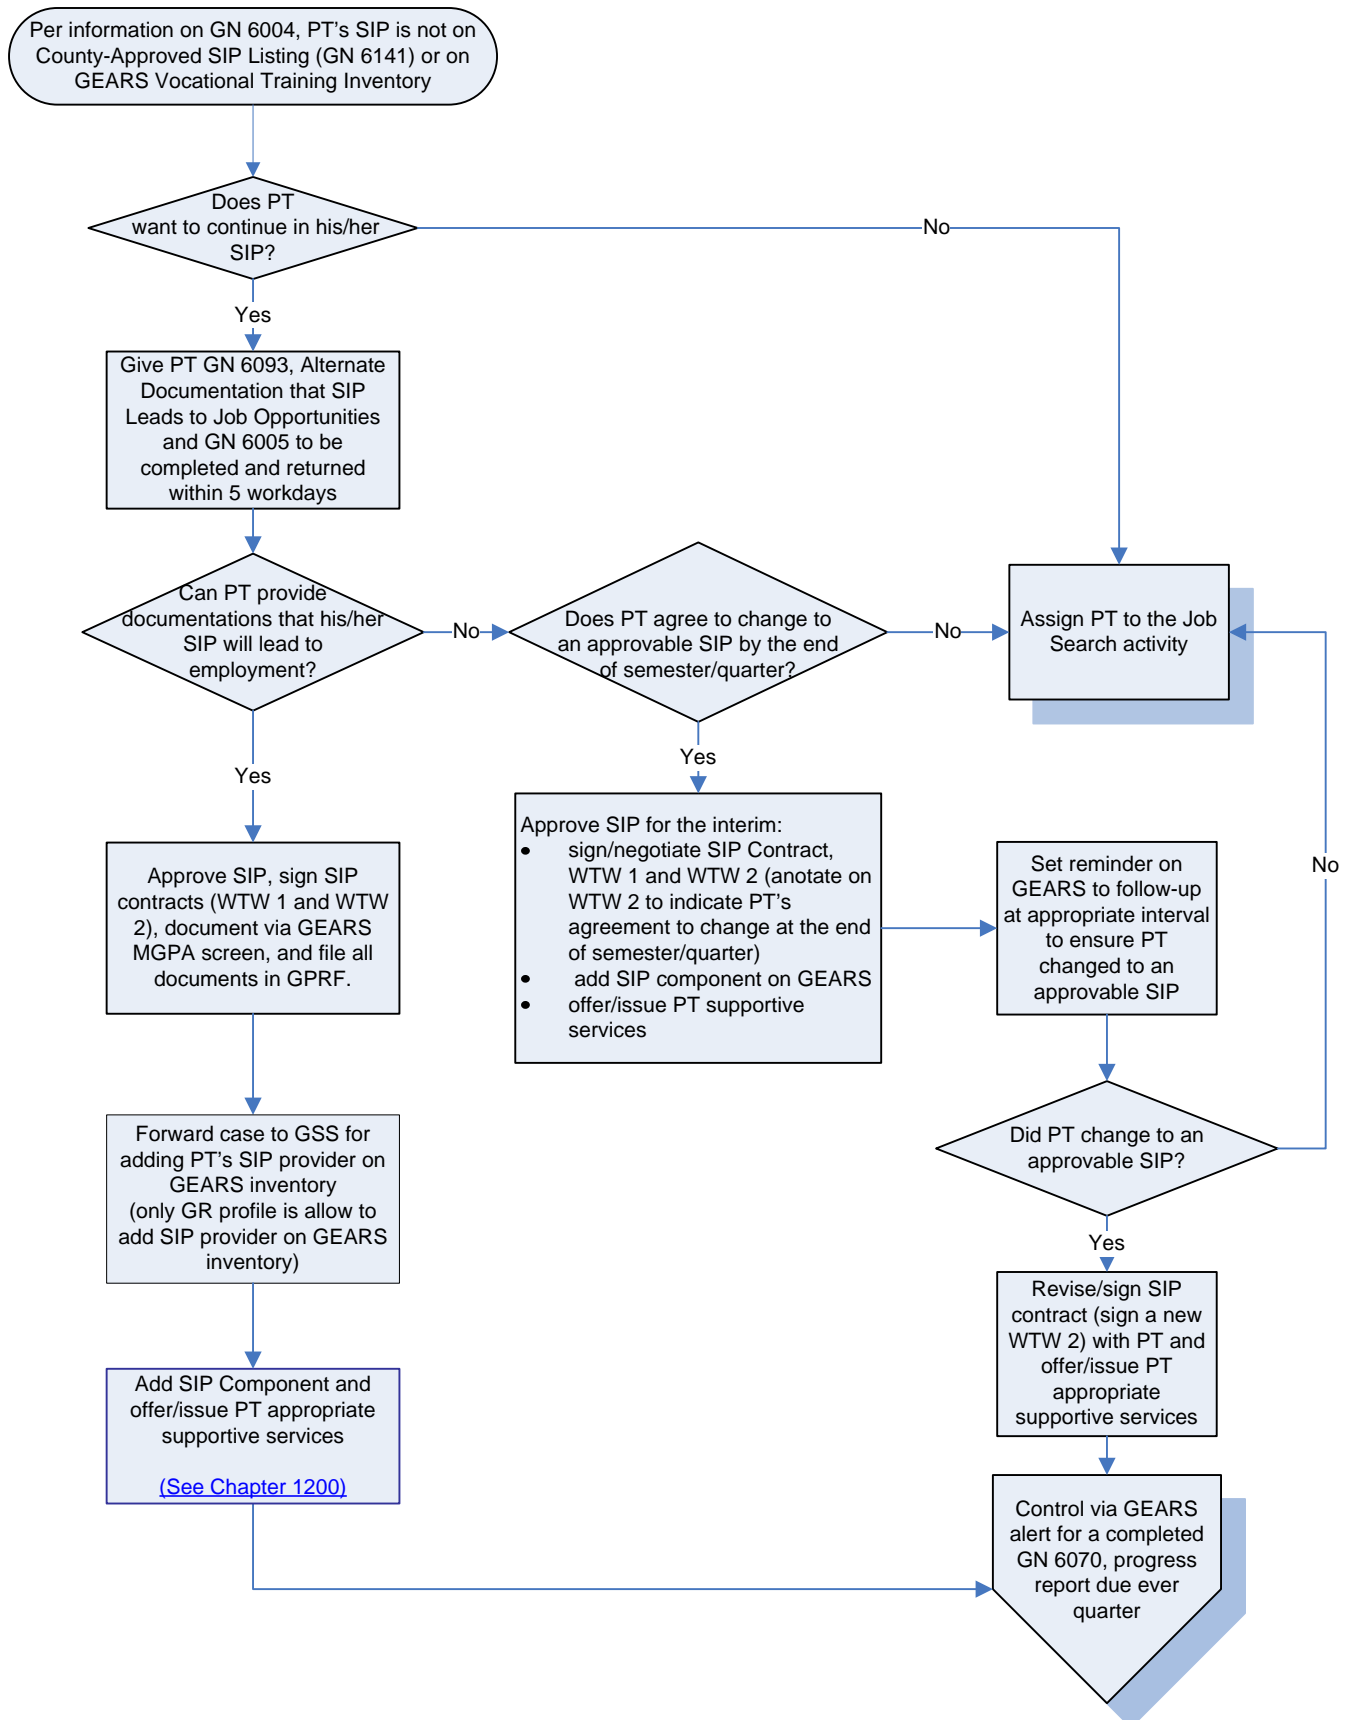 Per information on GN 6004, PT's SIP is not on
County-Approved SIP Listing (GN 6141) or on
GEARS Vocational Training Inventory
Does PT
want to continue in his/her
SIP?
No
Yes
Give PT GN 6093, Alternate
Documentation that SIP
Leads to Job Opportunities
and GN 6005 to be
completed and returned
within 5 workdays
Can PT provide
documentations that his/her
SIP will lead to
employment?
No
Does PT agree to change to
an approvable SIP by the end
of semester/quarter?
No
Assign PT to the Job
Search activity
Yes
Yes
Approve SIP, sign SIP
contracts (WTW 1 and WTW
2), document via GEARS
MGPA screen, and file all
documents in GPRF.
Approve SIP for the interim:
• sign/negotiate SIP Contract,
WTW 1 and WTW 2 (anotate on
WTW 2 to indicate PT's
agreement to change at the end
of semester/quarter)
• add SIP component on GEARS
• offer/issue PT supportive
services
Set reminder on
GEARS to follow-up
at appropriate interval
to ensure PT
changed to an
approvable SIP
No
Did PT change to an
approvable SIP?
Forward case to GSS for
adding PT's SIP provider on
GEARS inventory
(only GR profile is allow to
add SIP provider on GEARS
inventory)
Yes
Revise/sign SIP
contract (sign a new
WTW 2) with PT and
offer/issue PT
appropriate
supportive services
Add SIP Component and
offer/issue PT appropriate
supportive services
(See Chapter 1200)
Control via GEARS
alert for a completed
GN 6070, progress
report due ever
quarter